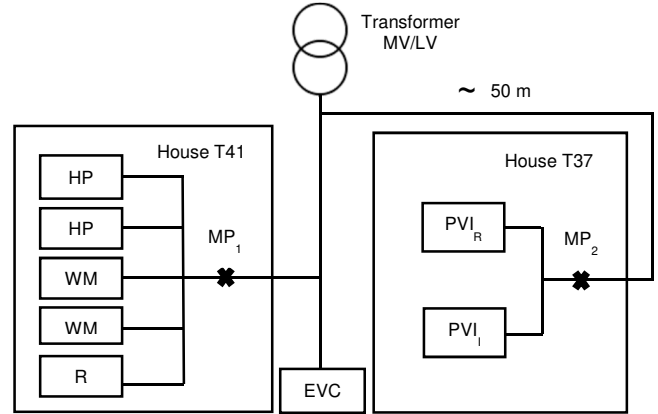 Transformer
MV/LV
~ 50 m
House T41
HP
HP
MP1
WM
WM
R
EVC
House T37
PVIR
MP2
PVII